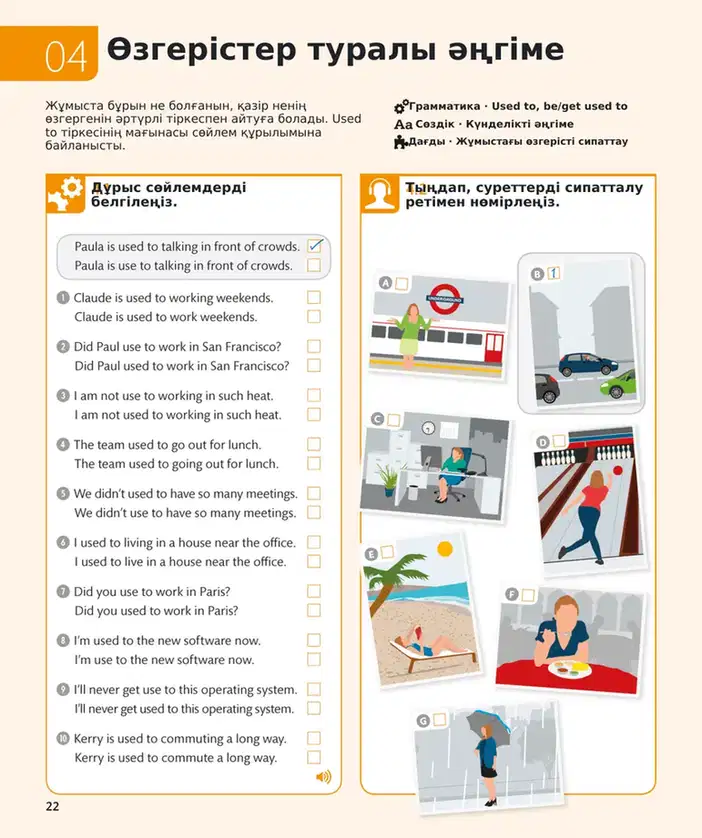 04
Өзгерістер туралы әңгіме
Жұмыста бұрын не болғанын, қазір ненің
өзгергенін әртүрлі тіркеспен айтуға болады. Used
to тіркесінің мағынасы сөйлем құрылымына
байланысты.
Грамматика · Used to, be/get used to
Aa Сөздік · Күнделікті әңгіме
Дағды · Жұмыстағы өзгерісті сипаттау
Дұрыс сөйлемдерді
белгілеңіз.
Paula is used to talking in front of crowds.
Paula is use to talking in front of crowds.
1 Claude is used to working weekends.
Claude is used to work weekends.
2 Did Paul use to work in San Francisco?
Did Paul used to work in San Francisco?
3 I am not use to working in such heat.
I am not used to working in such heat.
4 The team used to go out for lunch.
The team used to going out for lunch.
5 We didn't used to have so many meetings.
We didn't use to have so many meetings.
6 I used to living in a house near the office.
I used to live in a house near the office.
7 Did you use to work in Paris?
Did you used to work in Paris?
8 I'm used to the new software now.
I'm use to the new software now.
9 I'll never get use to this operating system.
I'll never get used to this operating system.
10 Kerry is used to commuting a long way.
Kerry is used to commute a long way.
Тыңдап, суреттерді сипатталу
ретімен нөмірлеңіз.
A
UNDERGROUND
B 1
C
D
E
F
G
22